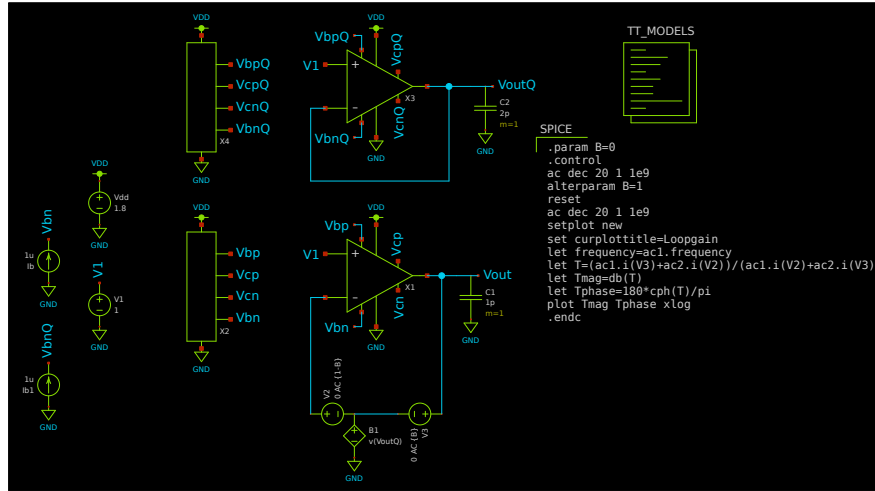 VDD
VDD
TT_MODELS
VbpQ
VcpQ
V1
VbpQ
VcpQ
VcnQ
VbnQ
+
−
X3
VcnQ
VbnQ
VoutQ
C2
2p
m=1
X4
GND
GND
GND
SPICE
.param B=0
.control
ac dec 20 1 1e9
alterparam B=1
reset
ac dec 20 1 1e9
setplot new
set curplottitle=Loopgain
let frequency=ac1.frequency
let T=(ac1.i(V3)+ac2.i(V2))/(ac1.i(V2)+ac2.i(V3)
let Tmag=db(T)
let Tphase=180*cph(T)/pi
plot Tmag Tphase xlog
.endc
VDD
Vdd
1.8
GND
Vbn
1u
Ib
GND
V1
V1
1
GND
VbnQ
1u
Ib1
GND
VDD
VDD
Vbp
Vcp
Vcn
Vbn
X2
GND
Vbp
Vcp
V1
+
−
X1
Vcn
Vbn
GND
Vout
C1
1p
m=1
GND
V2
0 AC {1-B}
B1
v(VoutQ)
GND
V3
0 AC {B}